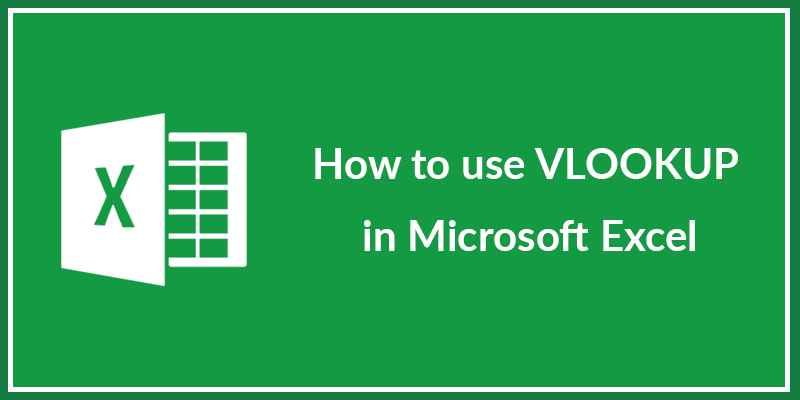 X
How to use VLOOKUP
in Microsoft Excel